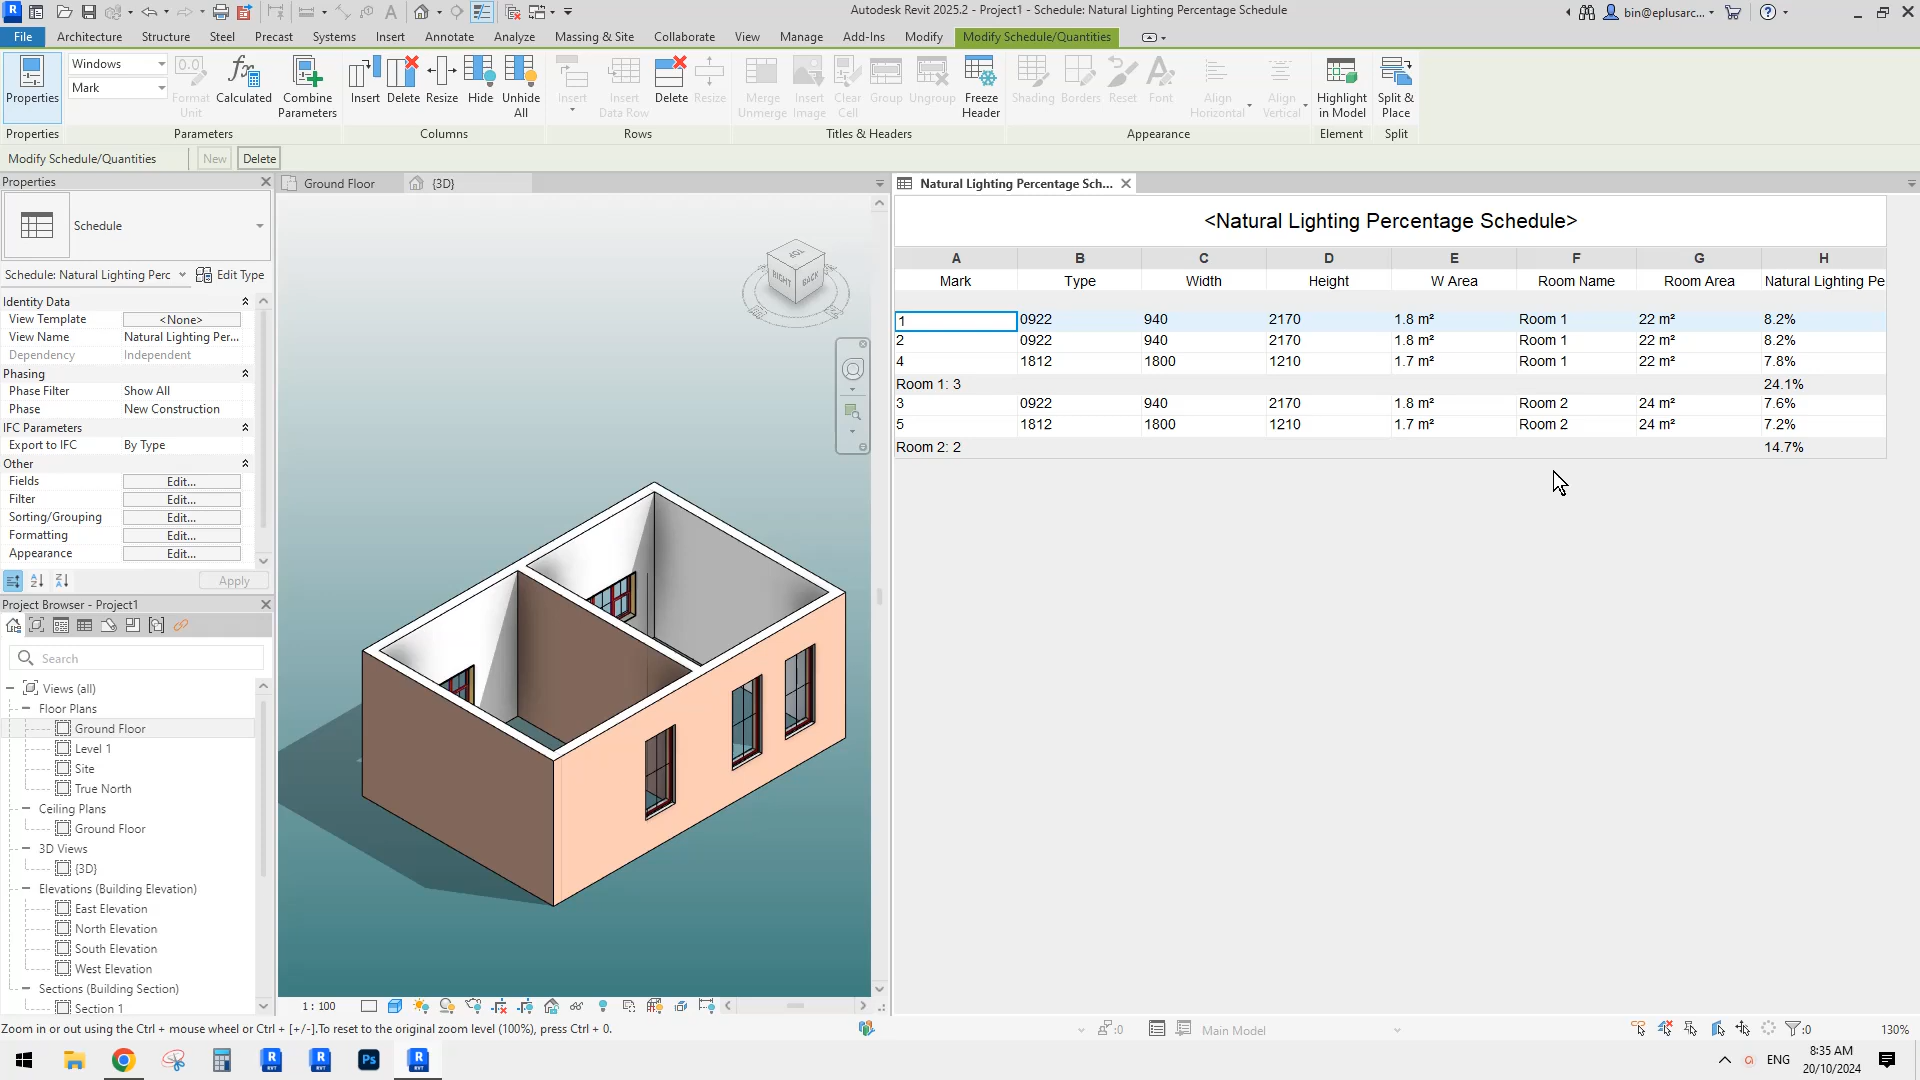 Autodesk Revit 2025.2 - Project1 - Schedule: Natural Lighting Percentage Schedule
bin@eplusarc...
File Architecture Structure Steel Precast Systems Insert Annotate Analyze Massing & Site Collaborate View Manage Add-Ins Modify Modify Schedule/Quantities
Windows
Mark
Properties
Format Unit
Calculated
Combine Parameters
Insert Delete Resize Hide Unhide All
Insert
Insert Data Row
Delete Resize
Merge Unmerge
Insert Image
Clear Cell
Group Ungroup
Freeze Header
Shading Borders Reset Font
Align Horizontal
Align Vertical
Highlight in Model
Split & Place
Properties Parameters Columns Rows Titles & Headers Appearance Element Split
Modify Schedule/Quantities New Delete
Properties
Schedule
Schedule: Natural Lighting Perc Edit Type
Identity Data
View Template <None>
View Name Natural Lighting Per...
Dependency Independent
Phasing
Phase Filter Show All
Phase New Construction
IFC Parameters
Export to IFC By Type
Other
Fields Edit...
Filter Edit...
Sorting/Grouping Edit...
Formatting Edit...
Appearance Edit...
Apply
Project Browser - Project1
Search
Views (all)
Floor Plans
Ground Floor
Level 1
Site
True North
Ceiling Plans
Ground Floor
3D Views
{3D}
Elevations (Building Elevation)
East Elevation
North Elevation
South Elevation
West Elevation
Sections (Building Section)
Section 1
Ground Floor {3D}
TOP
RIGHT BACK
1 : 100
Natural Lighting Percentage Sch...
<Natural Lighting Percentage Schedule>
A B C D E F G H
Mark Type Width Height W Area Room Name Room Area Natural Lighting Pe
1 0922 940 2170 1.8 m² Room 1 22 m² 8.2%
2 0922 940 2170 1.8 m² Room 1 22 m² 8.2%
4 1812 1800 1210 1.7 m² Room 1 22 m² 7.8%
Room 1: 3 24.1%
3 0922 940 2170 1.8 m² Room 2 24 m² 7.6%
5 1812 1800 1210 1.7 m² Room 2 24 m² 7.2%
Room 2: 2 14.7%
Zoom in or out using the Ctrl + mouse wheel or Ctrl + [+/-].To reset to the original zoom level (100%), press Ctrl + 0.
:0 Main Model :0 130%
ENG
8:35 AM
20/10/2024